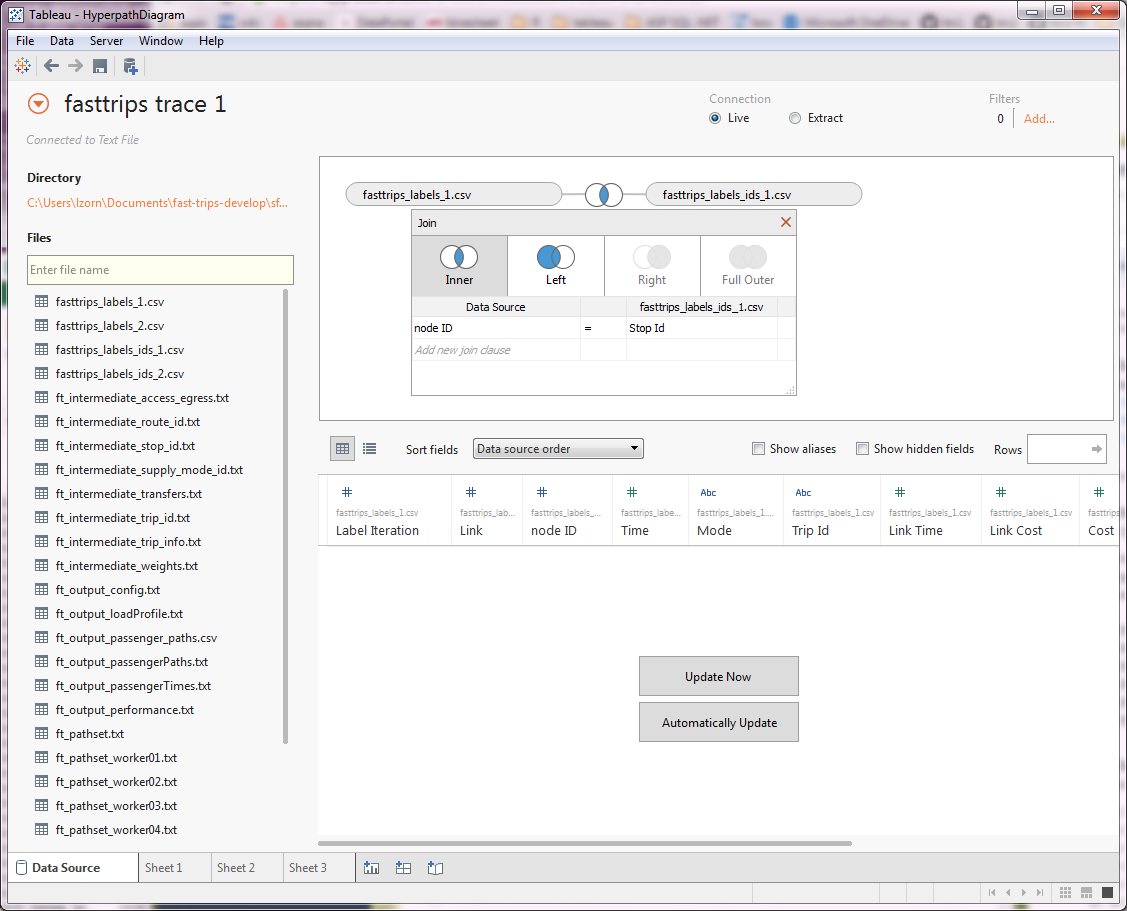 Tableau - HyperpathDiagram
File Data Server Window Help
fasttrips trace 1
Connected to Text File
Connection
Live Extract
Filters
0 Add...
Directory
C:\Users\lzorn\Documents\fast-trips-develop\sf...
Files
Enter file name
fasttrips_labels_1.csv
fasttrips_labels_2.csv
fasttrips_labels_ids_1.csv
fasttrips_labels_ids_2.csv
ft_intermediate_access_egress.txt
ft_intermediate_route_id.txt
ft_intermediate_stop_id.txt
ft_intermediate_supply_mode_id.txt
ft_intermediate_transfers.txt
ft_intermediate_trip_id.txt
ft_intermediate_trip_info.txt
ft_intermediate_weights.txt
ft_output_config.txt
ft_output_loadProfile.txt
ft_output_passenger_paths.csv
ft_output_passengerPaths.txt
ft_output_passengerTimes.txt
ft_output_performance.txt
ft_pathset.txt
ft_pathset_worker01.txt
ft_pathset_worker02.txt
ft_pathset_worker03.txt
ft_pathset_worker04.txt
fasttrips_labels_1.csv fasttrips_labels_ids_1.csv
Join
Inner Left Right Full Outer
Data Source fasttrips_labels_ids_1.csv
node ID = Stop Id
Add new join clause
Sort fields Data source order Show aliases Show hidden fields Rows
# # # # Abc Abc # # #
fasttrips_labels_1.csv fasttrips_lab... fasttrips_labels_... fasttrips_labe... fasttrips_labels_1.... fasttrips_labels_1.csv fasttrips_labels_1.csv fasttrips_labels_1.csv fasttrips
Label Iteration Link node ID Time Mode Trip Id Link Time Link Cost Cost
Update Now
Automatically Update
Data Source Sheet 1 Sheet 2 Sheet 3